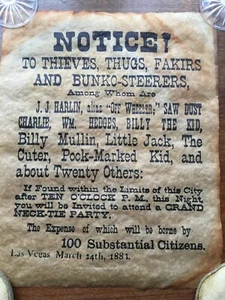 NOTICE!
TO THIEVES, THUGS, FAKIRS
AND BUNKO-STEERERS,
Among Whom Are
J. J. HARLIN, alias "OFF WHEELER;" SAW DUST
CHARLIE, WM. HEDGES, BILLY THE KID,
Billy Mullin, Little Jack, The
Cuter, Pock-Marked Kid, and
about Twenty Others:
If Found within the Limits of this City
after TEN O'CLOCK P. M., this Night
you will be Invited to attend a GRAND
NECK-TIE PARTY,
The Expense of which will be borne by
100 Substantial Citizens.
Las Vegas March 24th, 1881.